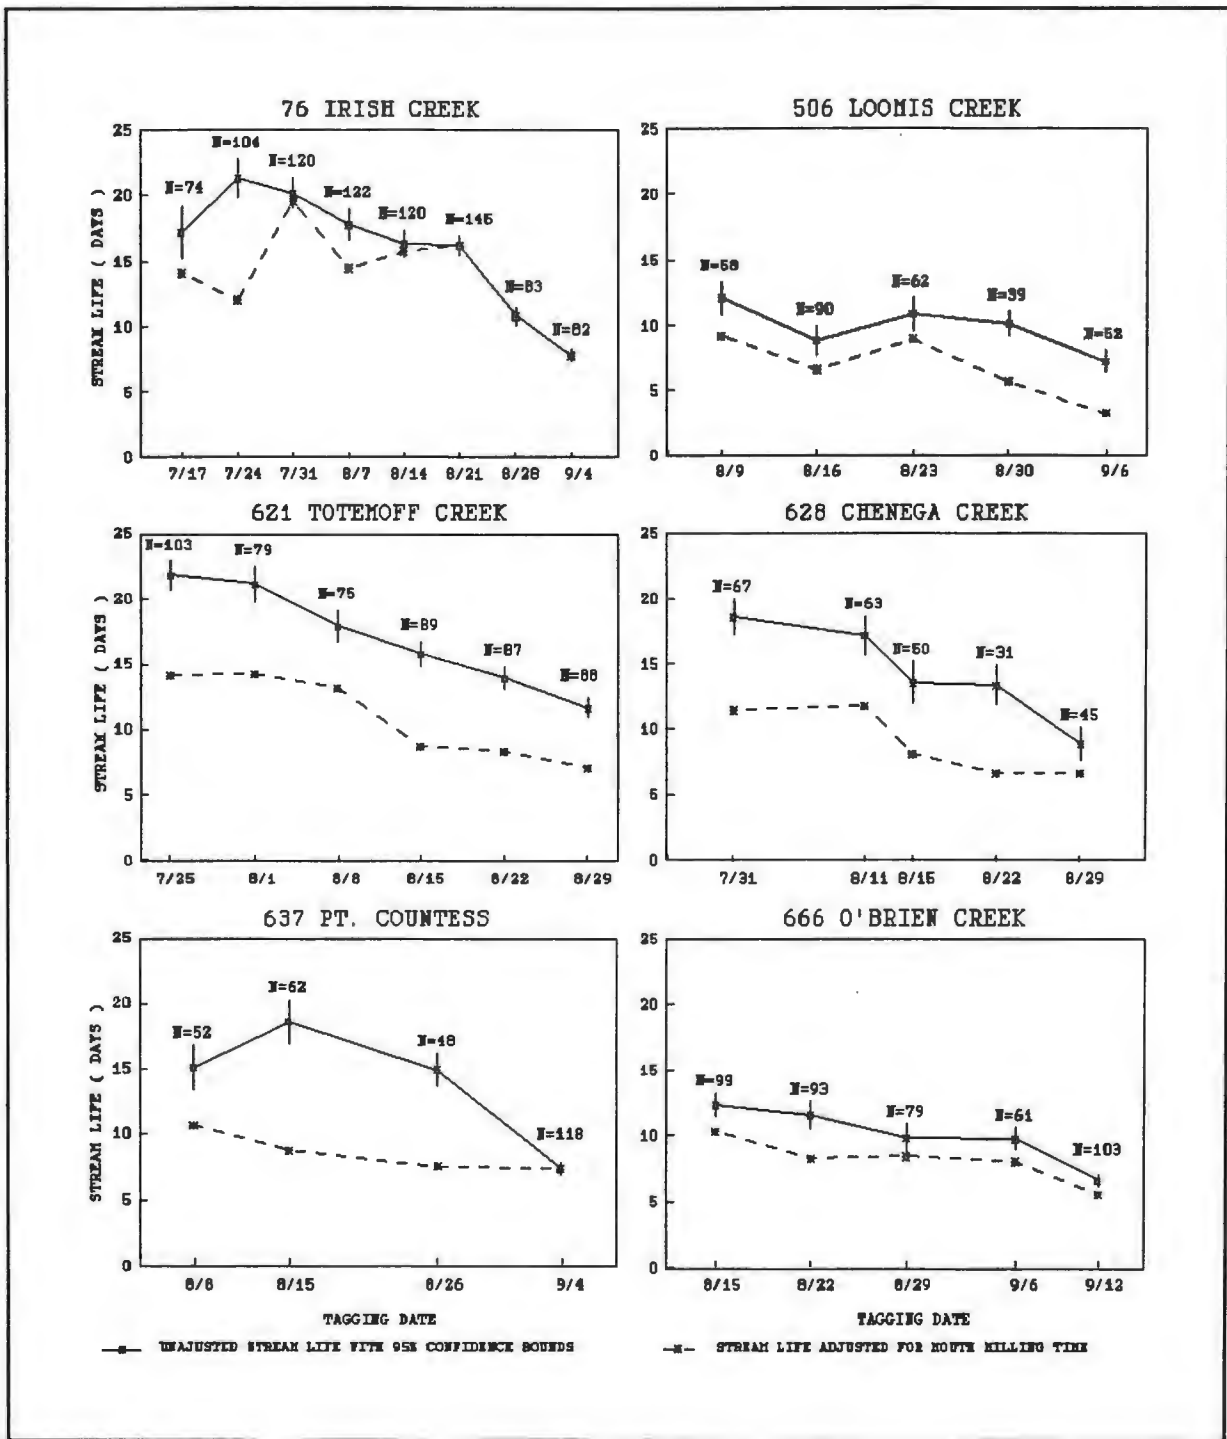 76 IRISH CREEK
25
20
15
10
5
0
STREAM LIFE ( DAYS )
N=74
N=104
N=120
N=122
N=120
N=145
N=83
N=82
7/17 7/24 7/31 8/7 8/14 8/21 8/28 9/4
506 LOOMIS CREEK
25
20
15
10
5
0
N=58
N=90
N=62
N=39
N=52
8/9 8/16 8/23 8/30 9/6
621 TOTEMOFF CREEK
25
20
15
10
5
0
STREAM LIFE ( DAYS )
N=103
N=79
N=75
N=89
N=87
N=88
7/25 8/1 8/8 8/15 8/22 8/29
628 CHENEGA CREEK
25
20
15
10
5
0
N=67
N=63
N=50
N=31
N=45
7/31 8/11 8/15 8/22 8/29
637 PT. COUNTESS
25
20
15
10
5
0
STREAM LIFE ( DAYS )
N=52
N=62
N=48
N=118
8/8 8/15 8/26 9/4
TAGGING DATE
666 O'BRIEN CREEK
25
20
15
10
5
0
N=99
N=93
N=79
N=61
N=103
8/15 8/22 8/29 9/6 9/12
TAGGING DATE
UNAJUSTED STREAM LIFE WITH 95% CONFIDENCE BOUNDS
STREAM LIFE ADJUSTED FOR MOUTH MILLING TIME